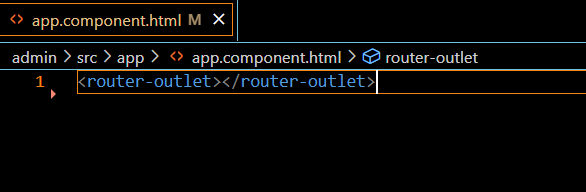 <> app.component.html M ×
admin > src > app > <> app.component.html > router-outlet
1 <router-outlet></router-outlet>